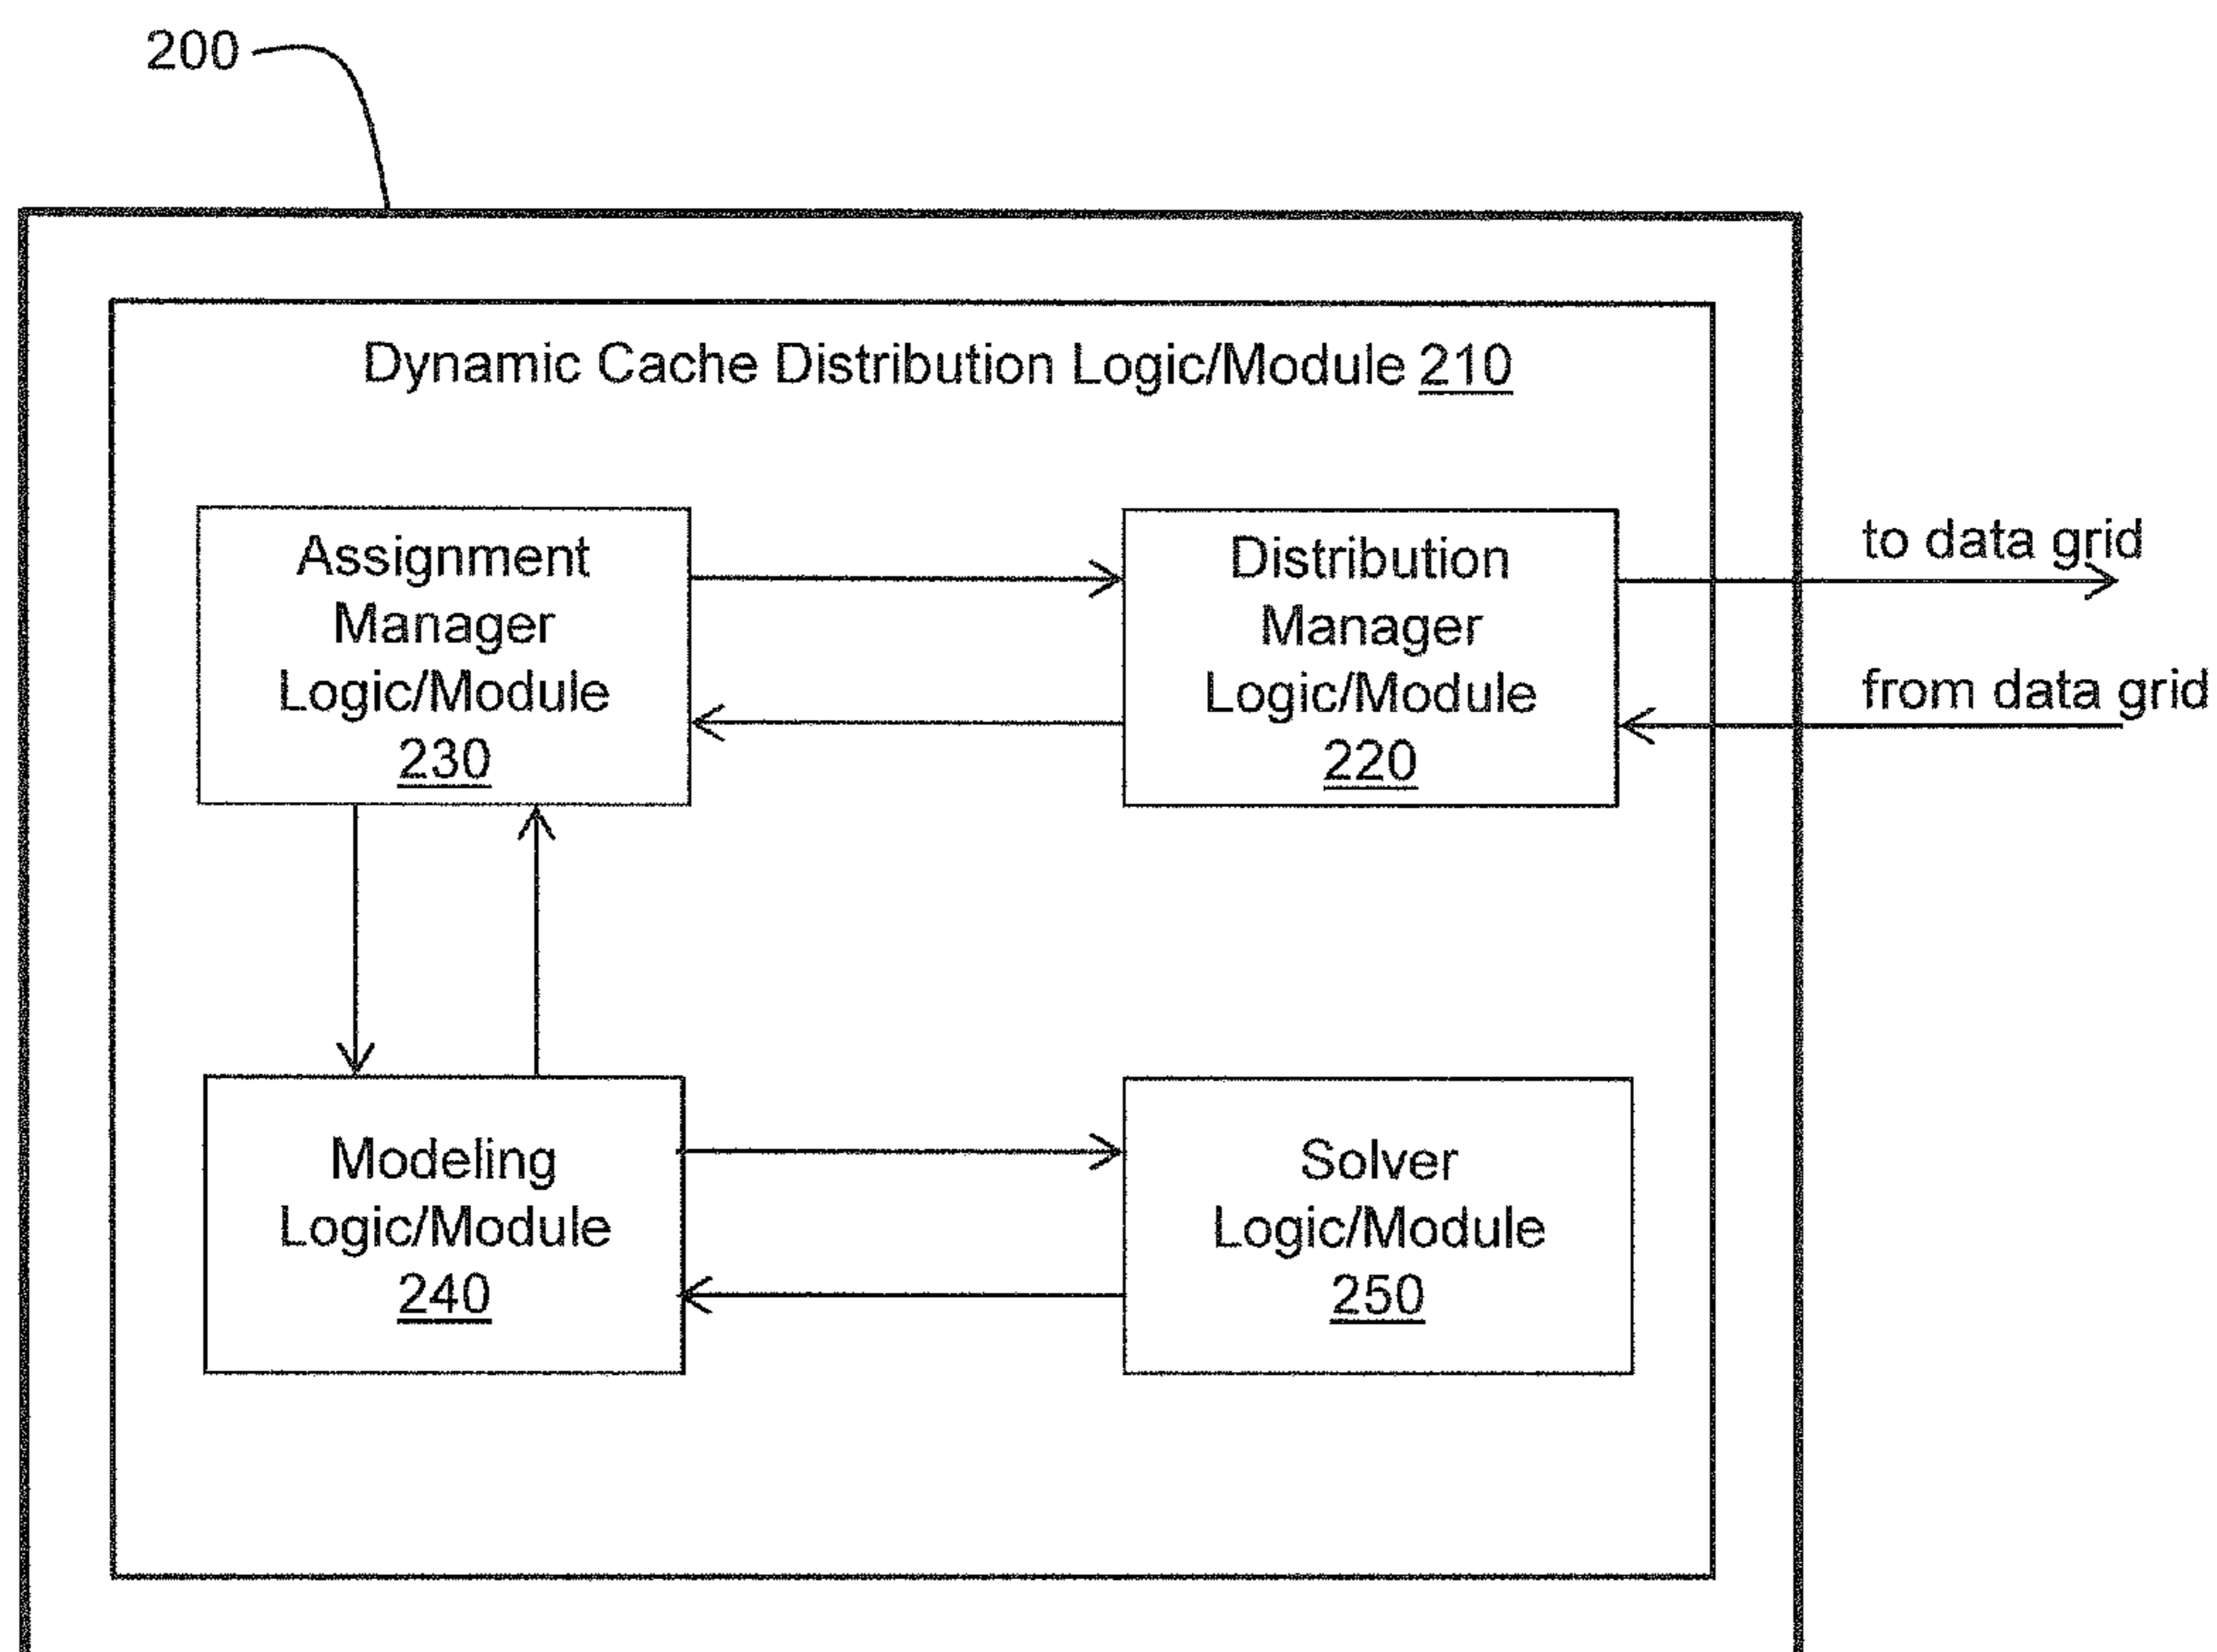 200
Dynamic Cache Distribution Logic/Module 210
Assignment
Manager
Logic/Module
230
Distribution
Manager
Logic/Module
220
to data grid
from data grid
Modeling
Logic/Module
240
Solver
Logic/Module
250